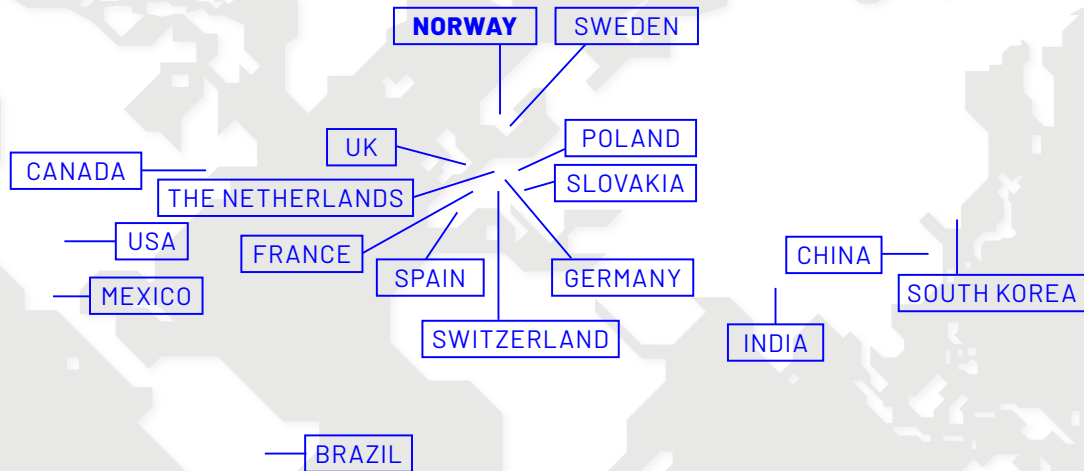 NORWAY
SWEDEN
UK
POLAND
CANADA
THE NETHERLANDS
SLOVAKIA
USA
FRANCE
SPAIN
GERMANY
CHINA
MEXICO
SOUTH KOREA
SWITZERLAND
INDIA
BRAZIL